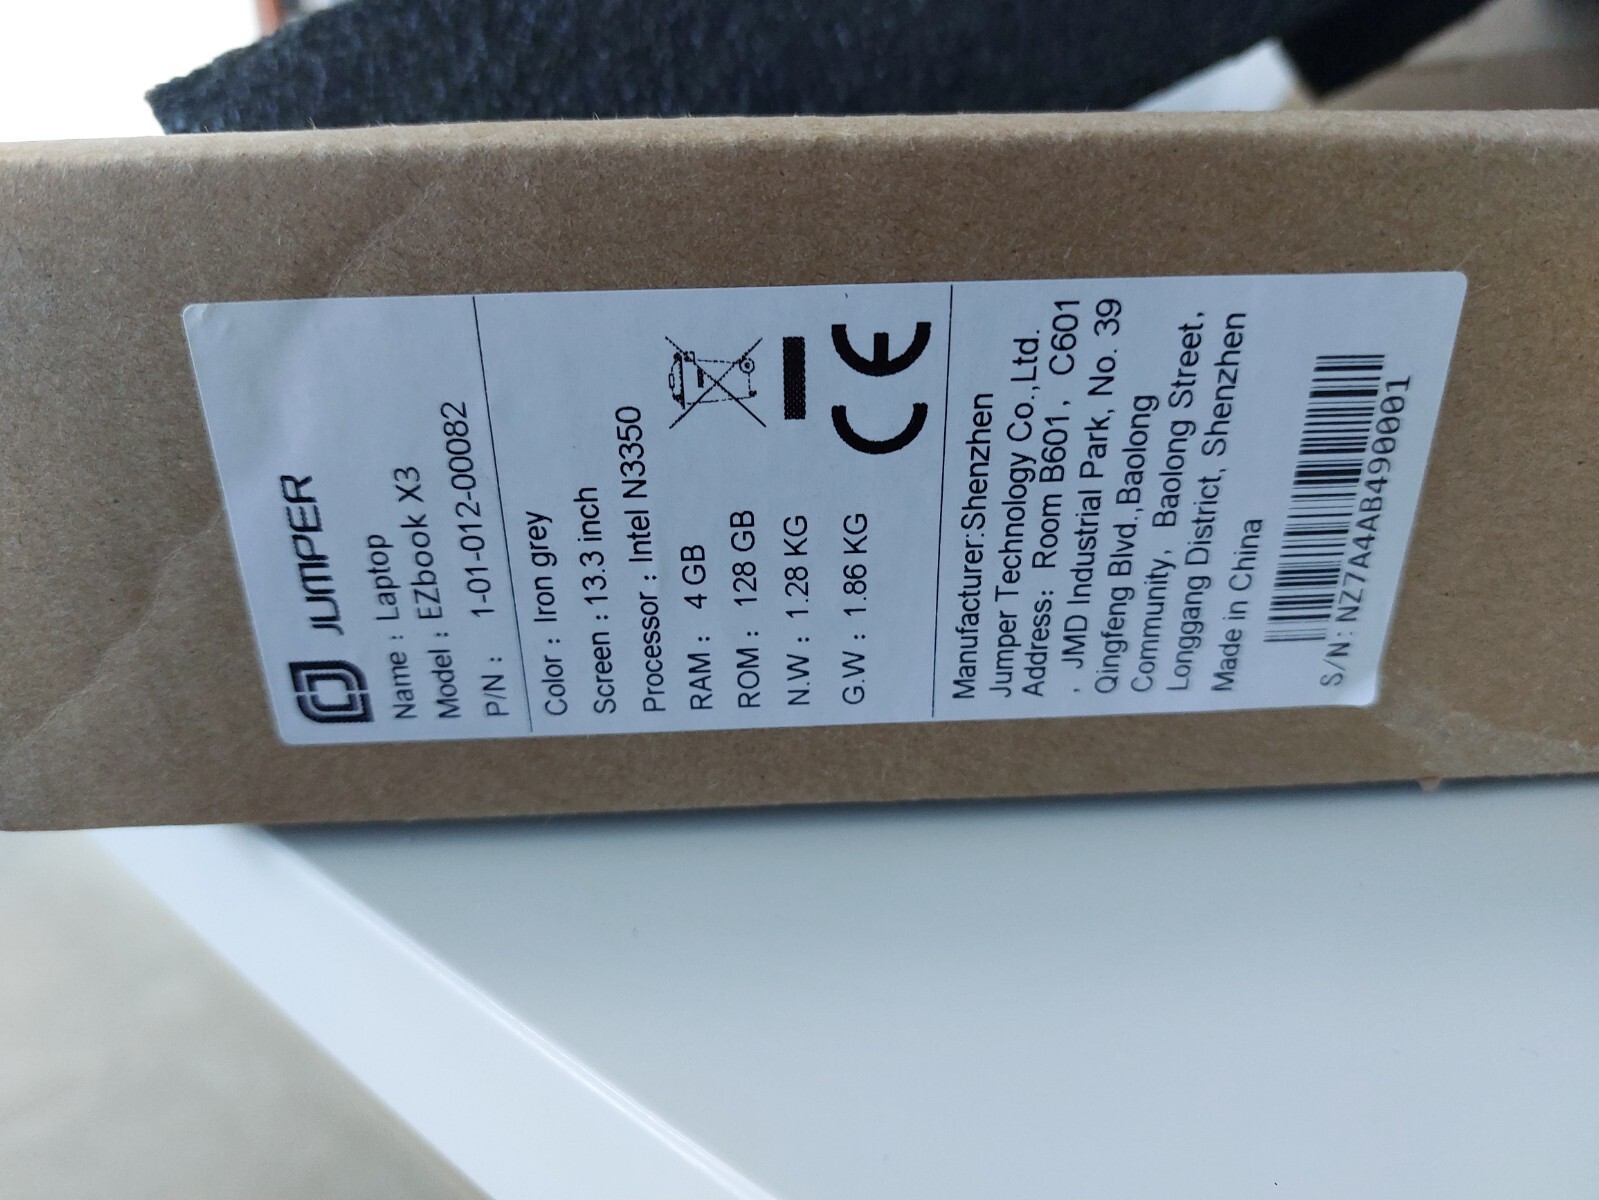 JUMPER
Name : Laptop
Model : EZbook X3
P/N : 1-01-012-00082
Color : Iron grey
Screen : 13.3 inch
Processor : Intel N3350
RAM : 4 GB
ROM : 128 GB
N.W : 1.28 KG
G.W : 1.86 KG
CE
Manufacturer:Shenzhen
Jumper Technology Co.,Ltd.
Address: Room B601, C601
, JMD Industrial Park, No. 39
Qingfeng Blvd.,Baolong
Community, Baolong Street,
Longgang District, Shenzhen
Made in China
S/N:NZ7A4AB490001